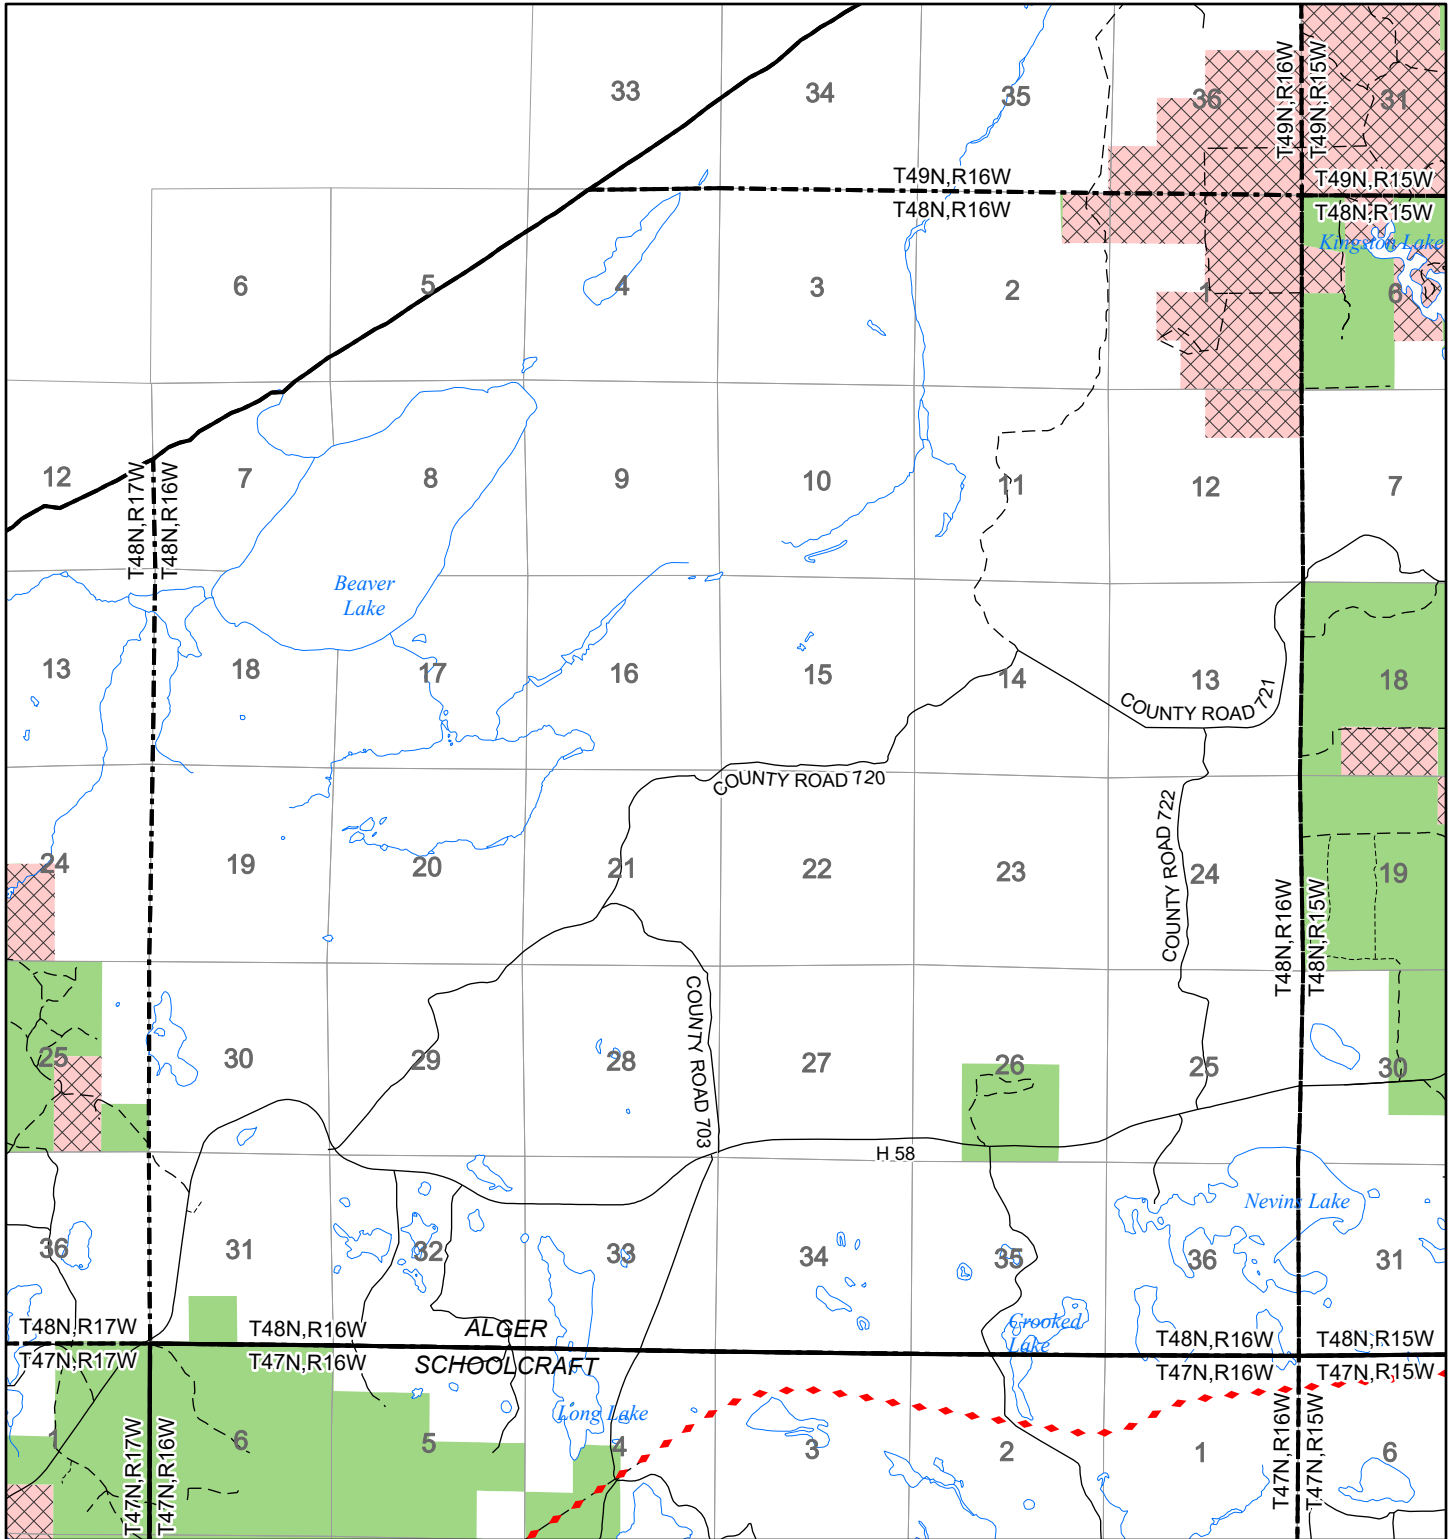 33
34
35
36
31
T49N,R16W
T49N,R15W
T49N,R16W
T49N,R15W
T48N,R16W
T48N,R15W
Kingston Lake
6
5
4
3
2
1
6
12
7
8
9
10
11
12
7
T48N,R17W
T48N,R16W
Beaver
Lake
13
18
17
16
15
14
13
18
COUNTY ROAD 721
COUNTY ROAD 720
COUNTY ROAD 722
24
19
20
21
22
23
24
19
T48N,R16W
T48N,R15W
COUNTY ROAD 703
25
30
29
28
27
26
25
30
H 58
Nevins Lake
36
31
32
33
34
35
36
31
Crooked
Lake
T48N,R17W
T48N,R16W
ALGER
T48N,R16W
T48N,R15W
T47N,R17W
T47N,R16W
SCHOOLCRAFT
T47N,R16W
T47N,R15W
Long Lake
1
6
5
4
3
2
1
6
T47N,R17W
T47N,R16W
T47N,R16W
T47N,R15W